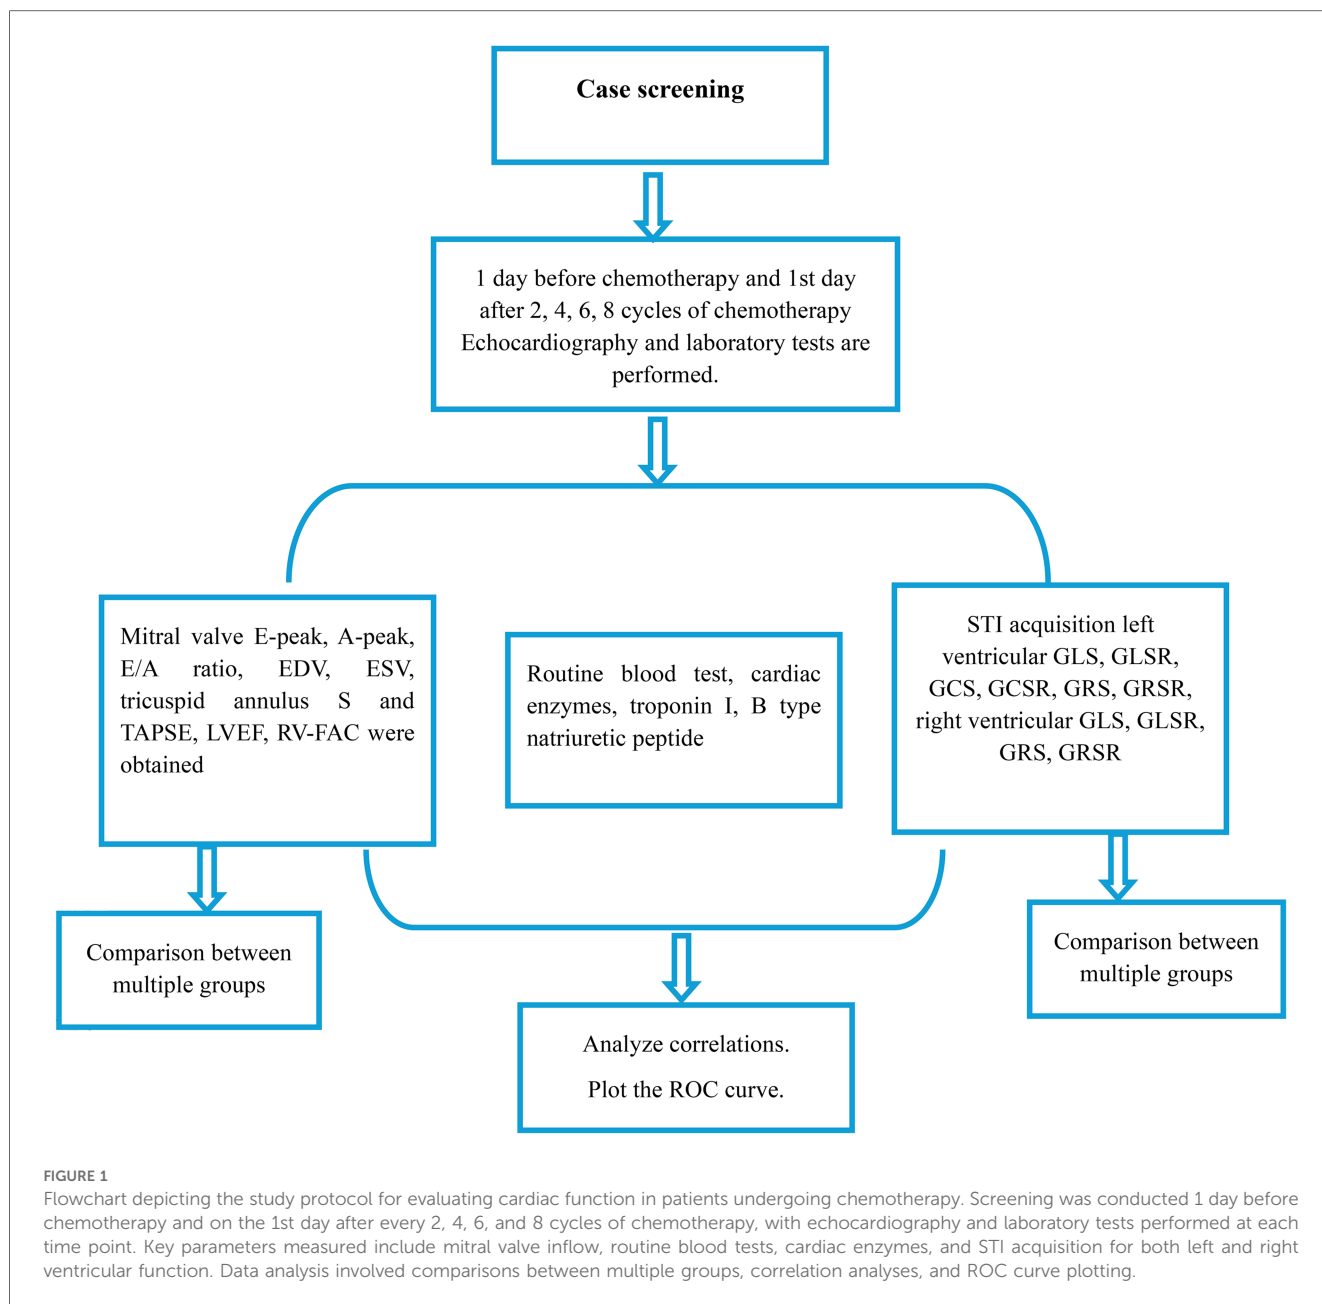 Case screening
1 day before chemotherapy and 1st day
after 2, 4, 6, 8 cycles of chemotherapy
Echocardiography and laboratory tests are
performed.
Mitral valve E-peak, A-peak,
E/A ratio, EDV, ESV,
tricuspid annulus S and
TAPSE, LVEF, RV-FAC were
obtained
Routine blood test, cardiac
enzymes, troponin I, B type
natriuretic peptide
STI acquisition left
ventricular GLS, GLSR,
GCS, GCSR, GRS, GRSR,
right ventricular GLS, GLSR,
GRS, GRSR
Comparison between
multiple groups
Analyze correlations.
Plot the ROC curve.
Comparison between
multiple groups
FIGURE 1
Flowchart depicting the study protocol for evaluating cardiac function in patients undergoing chemotherapy. Screening was conducted 1 day before
chemotherapy and on the 1st day after every 2, 4, 6, and 8 cycles of chemotherapy, with echocardiography and laboratory tests performed at each
time point. Key parameters measured include mitral valve inflow, routine blood tests, cardiac enzymes, and STI acquisition for both left and right
ventricular function. Data analysis involved comparisons between multiple groups, correlation analyses, and ROC curve plotting.